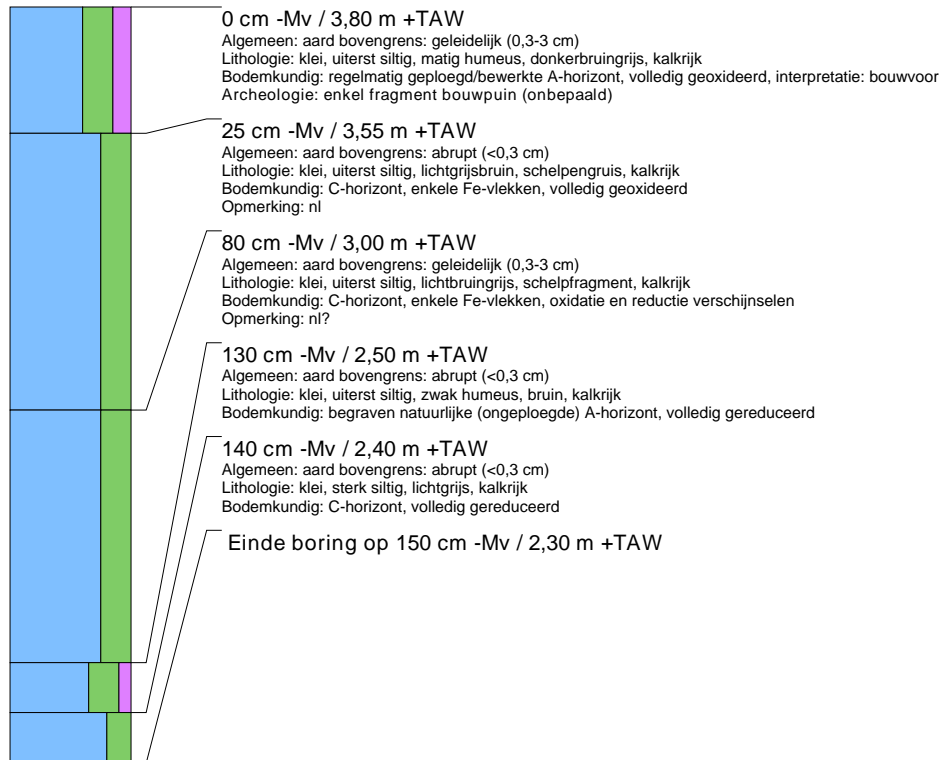 0 cm -Mv / 3,80 m +TAW
Algemeen: aard bovengrens: geleidelijk (0,3-3 cm)
Lithologie: klei, uiterst siltig, matig humeus, donkerbruingrijs, kalkrijk
Bodemkundig: regelmatig geploegd/bewerkte A-horizont, volledig geoxideerd, interpretatie: bouwvoor
Archeologie: enkel fragment bouwpuin (onbepaald)
25 cm -Mv / 3,55 m +TAW
Algemeen: aard bovengrens: abrupt (<0,3 cm)
Lithologie: klei, uiterst siltig, lichtgrijsbruin, schelpengruis, kalkrijk
Bodemkundig: C-horizont, enkele Fe-vlekken, volledig geoxideerd
Opmerking: nl
80 cm -Mv / 3,00 m +TAW
Algemeen: aard bovengrens: geleidelijk (0,3-3 cm)
Lithologie: klei, uiterst siltig, lichtbruingrijs, schelpfragment, kalkrijk
Bodemkundig: C-horizont, enkele Fe-vlekken, oxidatie en reductie verschijnselen
Opmerking: nl?
130 cm -Mv / 2,50 m +TAW
Algemeen: aard bovengrens: abrupt (<0,3 cm)
Lithologie: klei, uiterst siltig, zwak humeus, bruin, kalkrijk
Bodemkundig: begraven natuurlijke (ongeploegde) A-horizont, volledig gereduceerd
140 cm -Mv / 2,40 m +TAW
Algemeen: aard bovengrens: abrupt (<0,3 cm)
Lithologie: klei, sterk siltig, lichtgrijs, kalkrijk
Bodemkundig: C-horizont, volledig gereduceerd
Einde boring op 150 cm -Mv / 2,30 m +TAW